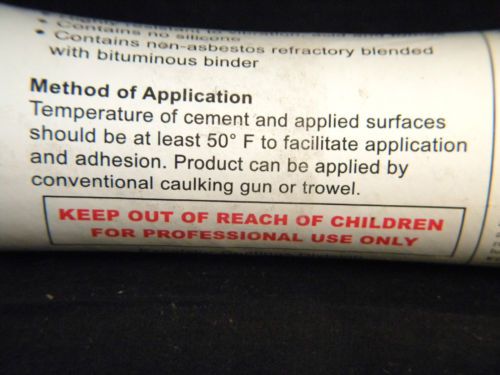 • Contains no silicone
• Contains non-asbestos refractory blended
with bituminous binder
Method of Application
Temperature of cement and applied surfaces
should be at least 50° F to facilitate application
and adhesion. Product can be applied by
conventional caulking gun or trowel.
KEEP OUT OF REACH OF CHILDREN
FOR PROFESSIONAL USE ONLY